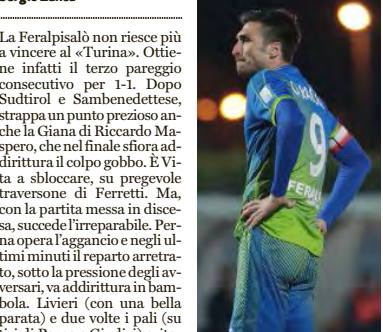 La Feralpisalò non riesce più
a vincere al «Turina». Ottie-
ne infatti il terzo pareggio
consecutivo per 1-1. Dopo
Sudtirol e Sambenedettese,
strappa un punto prezioso an-
che la Giana di Riccardo Ma-
spero, che nel finale sfiora ad-
dirittura il colpo gobbo. È Vi-
ta a sbloccare, su pregevole
traversone di Ferretti. Ma,
con la partita messa in disce-
sa, succede l'irreparabile. Per-
na opera l'aggancio e negli ul-
timi minuti il reparto arretra-
to, sotto la pressione degli av-
versari, va addirittura in bam-
bola. Livieri (con una bella
parata) e due volte i pali (su
9